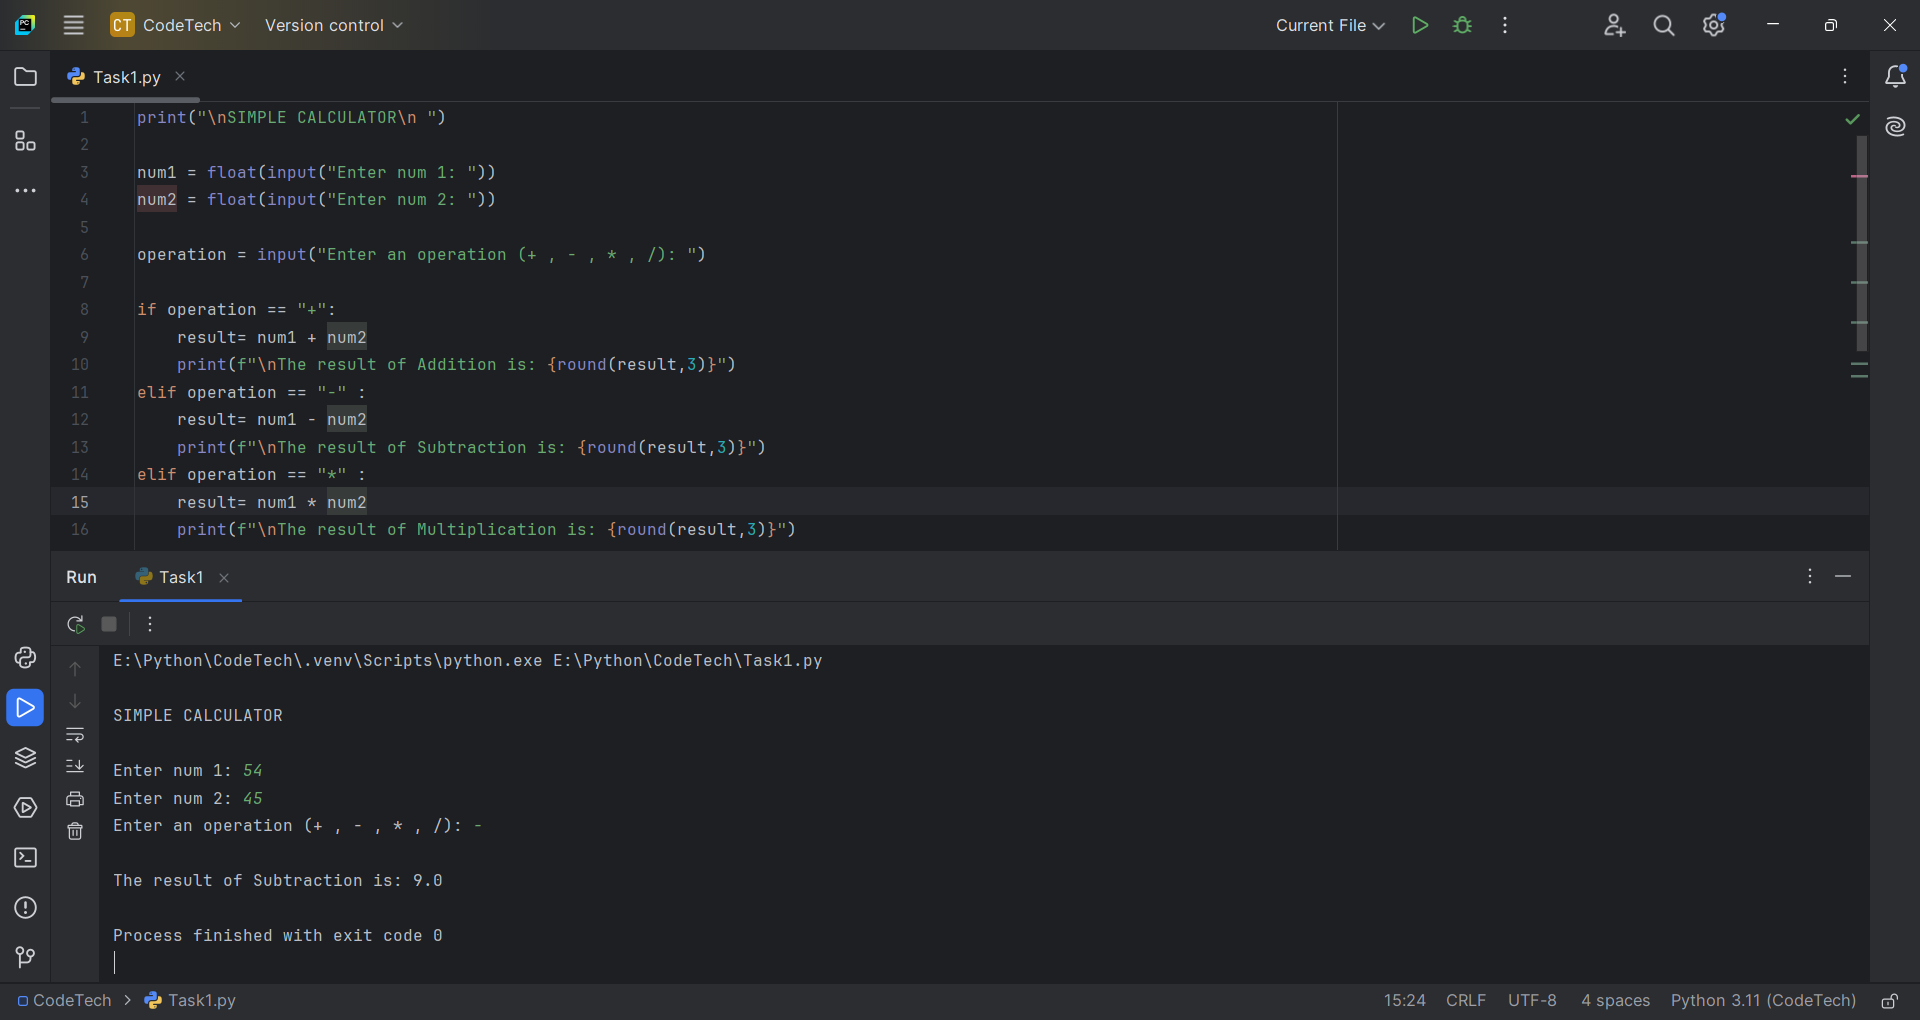 CT CodeTech Version control Current File
Task1.py
1 print("\nSIMPLE CALCULATOR\n ")
2
3 num1 = float(input("Enter num 1: "))
4 num2 = float(input("Enter num 2: "))
5
6 operation = input("Enter an operation (+ , - , * , /): ")
7
8 if operation == "+":
9 result= num1 + num2
10 print(f"\nThe result of Addition is: {round(result,3)}")
11 elif operation == "-" :
12 result= num1 - num2
13 print(f"\nThe result of Subtraction is: {round(result,3)}")
14 elif operation == "*" :
15 result= num1 * num2
16 print(f"\nThe result of Multiplication is: {round(result,3)}")
Run Task1
E:\Python\CodeTech\.venv\Scripts\python.exe E:\Python\CodeTech\Task1.py
SIMPLE CALCULATOR
Enter num 1: 54
Enter num 2: 45
Enter an operation (+ , - , * , /): -
The result of Subtraction is: 9.0
Process finished with exit code 0
CodeTech > Task1.py 15:24 CRLF UTF-8 4 spaces Python 3.11 (CodeTech)